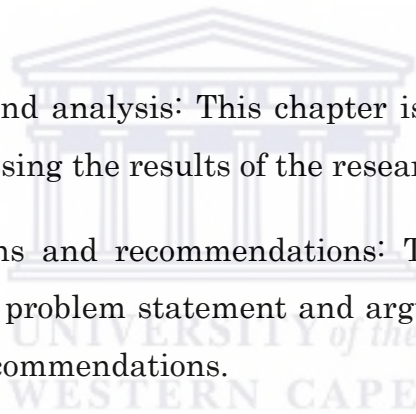 nd analysis: This chapter is
sing the results of the resear
ns and recommendations: T
problem statement and arg
UNIVERSITY of the
commendations.
WESTERN CAPE